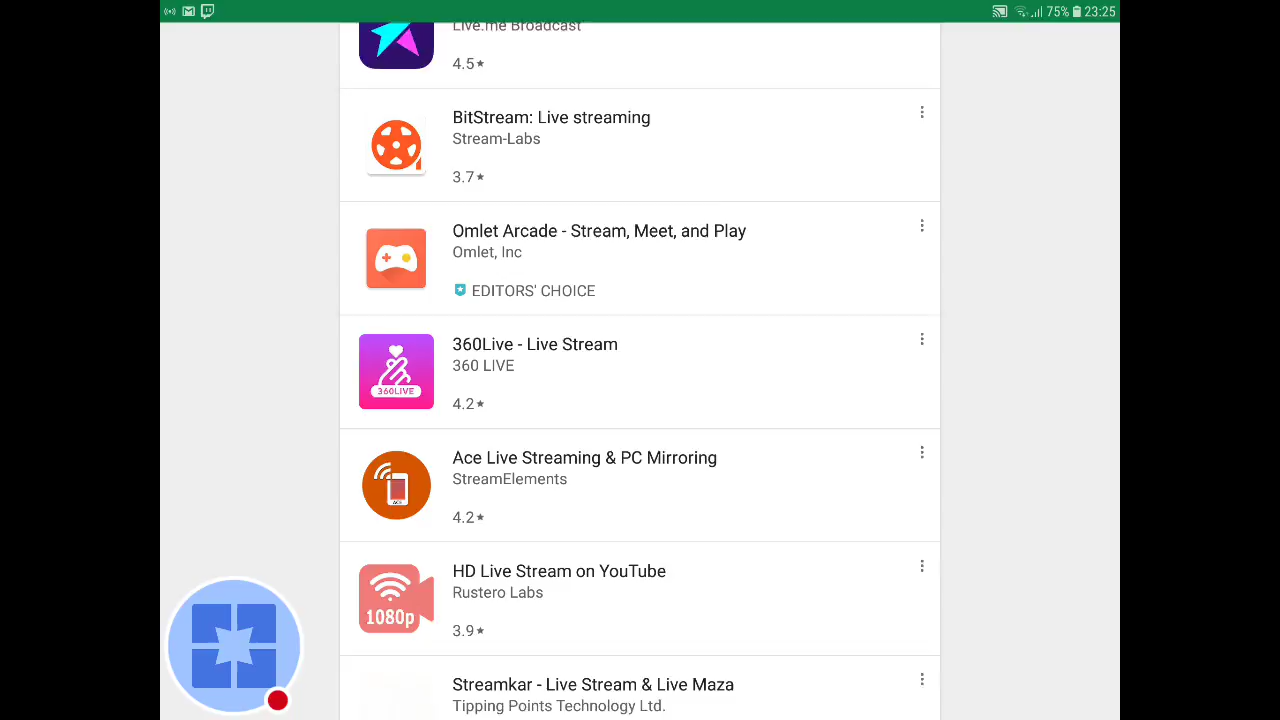 75% 23:25
Live.me Broadcast
4.5★
BitStream: Live streaming
Stream-Labs
3.7★
Omlet Arcade - Stream, Meet, and Play
Omlet, Inc
EDITORS' CHOICE
360Live - Live Stream
360 LIVE
360LIVE
4.2★
Ace Live Streaming & PC Mirroring
StreamElements
ACE
4.2★
HD Live Stream on YouTube
Rustero Labs
1080p
3.9★
Streamkar - Live Stream & Live Maza
Tipping Points Technology Ltd.